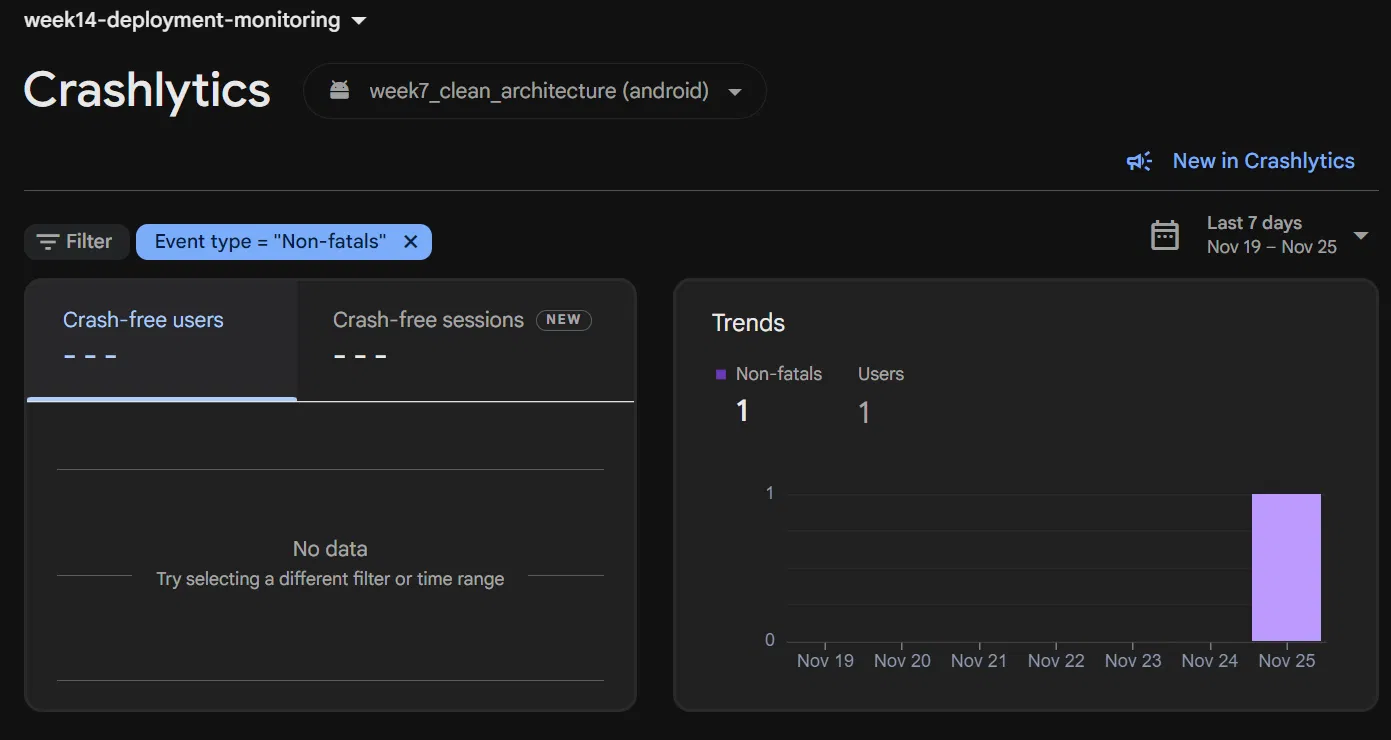 week14-deployment-monitoring
Crashlytics
week7_clean_architecture (android)
New in Crashlytics
Filter
Event type = "Non-fatals"
Last 7 days
Nov 19 – Nov 25
Crash-free users
- - -
Crash-free sessions NEW
- - -
No data
Try selecting a different filter or time range
Trends
Non-fatals
1
Users
1
1
0
Nov 19 Nov 20 Nov 21 Nov 22 Nov 23 Nov 24 Nov 25